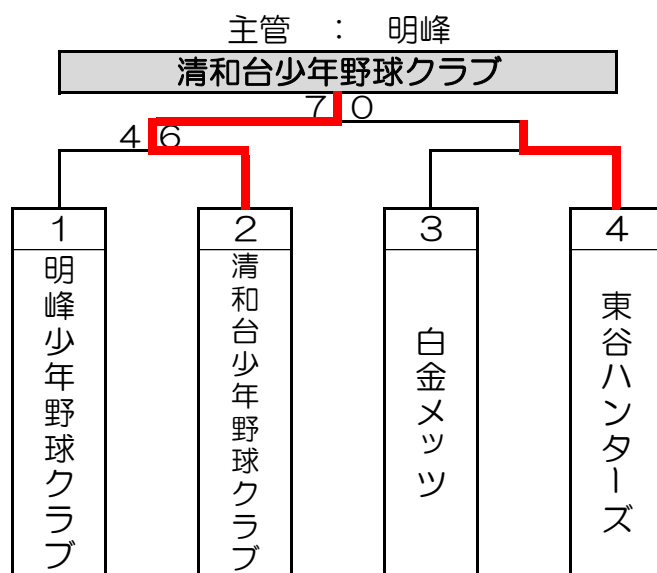 主管 : 明峰
清和台少年野球クラブ
7 0
4 6
1 2 3 4
明峰少年野球クラブ
清和台少年野球クラブ
白金メッツ
東谷ハンターズ